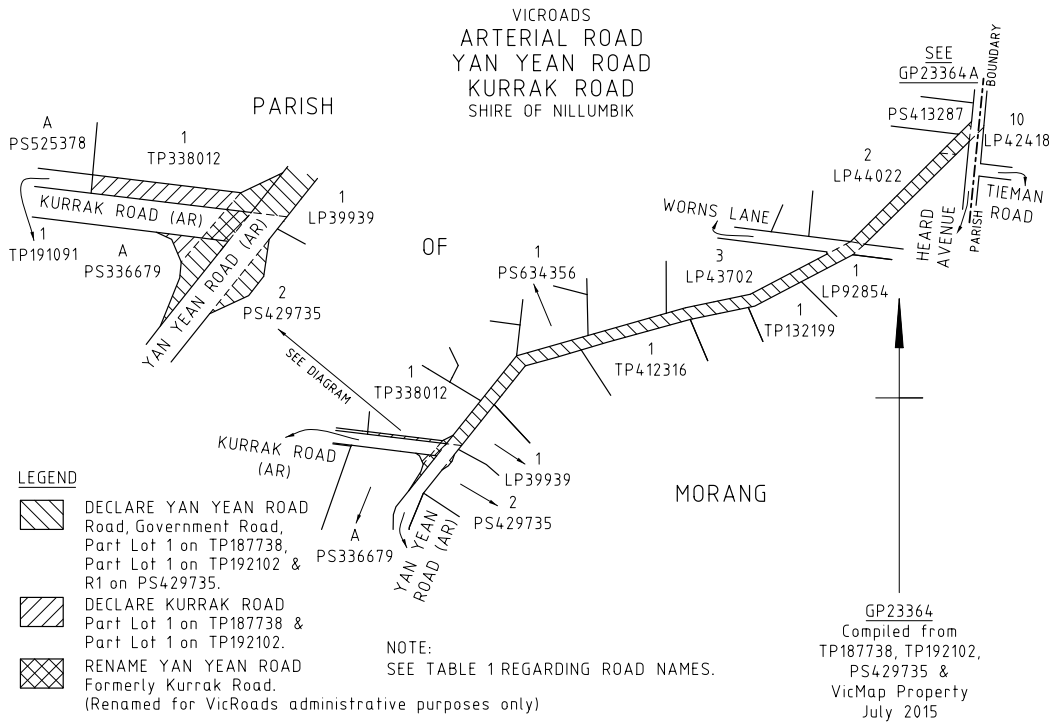 VICROADS
ARTERIAL ROAD
YAN YEAN ROAD
KURRAK ROAD
SHIRE OF NILLUMBIK
PARISH
OF
MORANG
SEE
GP23364A
BOUNDARY
PARISH
PS413287
10
LP42418
2
LP44022
TIEMAN
ROAD
HEARD
AVENUE
WORNS LANE
3
LP43702
1
LP92854
1
TP132199
1
PS634356
1
TP412316
A
PS525378
1
TP338012
KURRAK ROAD (AR)
1
LP39939
1
TP191091
A
PS336679
YAN YEAN ROAD (AR)
2
PS429735
SEE DIAGRAM
1
TP338012
KURRAK ROAD
(AR)
1
LP39939
2
PS429735
A
PS336679
YAN YEAN
ROAD (AR)
LEGEND
DECLARE YAN YEAN ROAD
Road, Government Road,
Part Lot 1 on TP187738,
Part Lot 1 on TP192102 &
R1 on PS429735.
DECLARE KURRAK ROAD
Part Lot 1 on TP187738 &
Part Lot 1 on TP192102.
RENAME YAN YEAN ROAD
Formerly Kurrak Road.
(Renamed for VicRoads administrative purposes only)
NOTE:
SEE TABLE 1 REGARDING ROAD NAMES.
GP23364
Compiled from
TP187738, TP192102,
PS429735 &
VicMap Property
July 2015